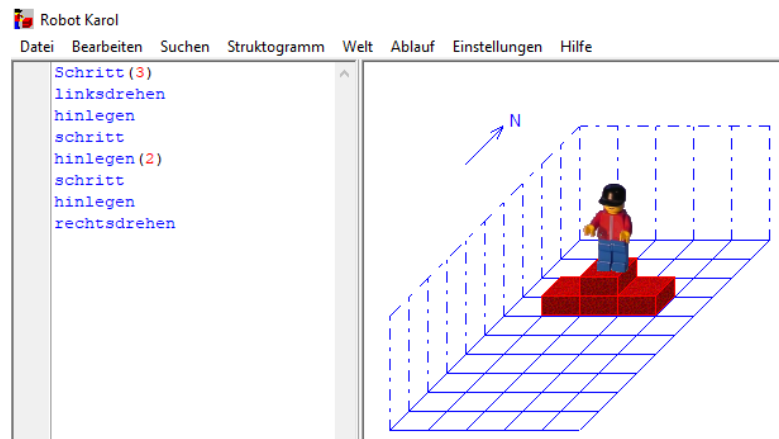 Robot Karol
Datei Bearbeiten Suchen Struktogramm Welt Ablauf Einstellungen Hilfe
Schritt(3)
linksdrehen
hinlegen
schritt
hinlegen(2)
schritt
hinlegen
rechtsdrehen
N